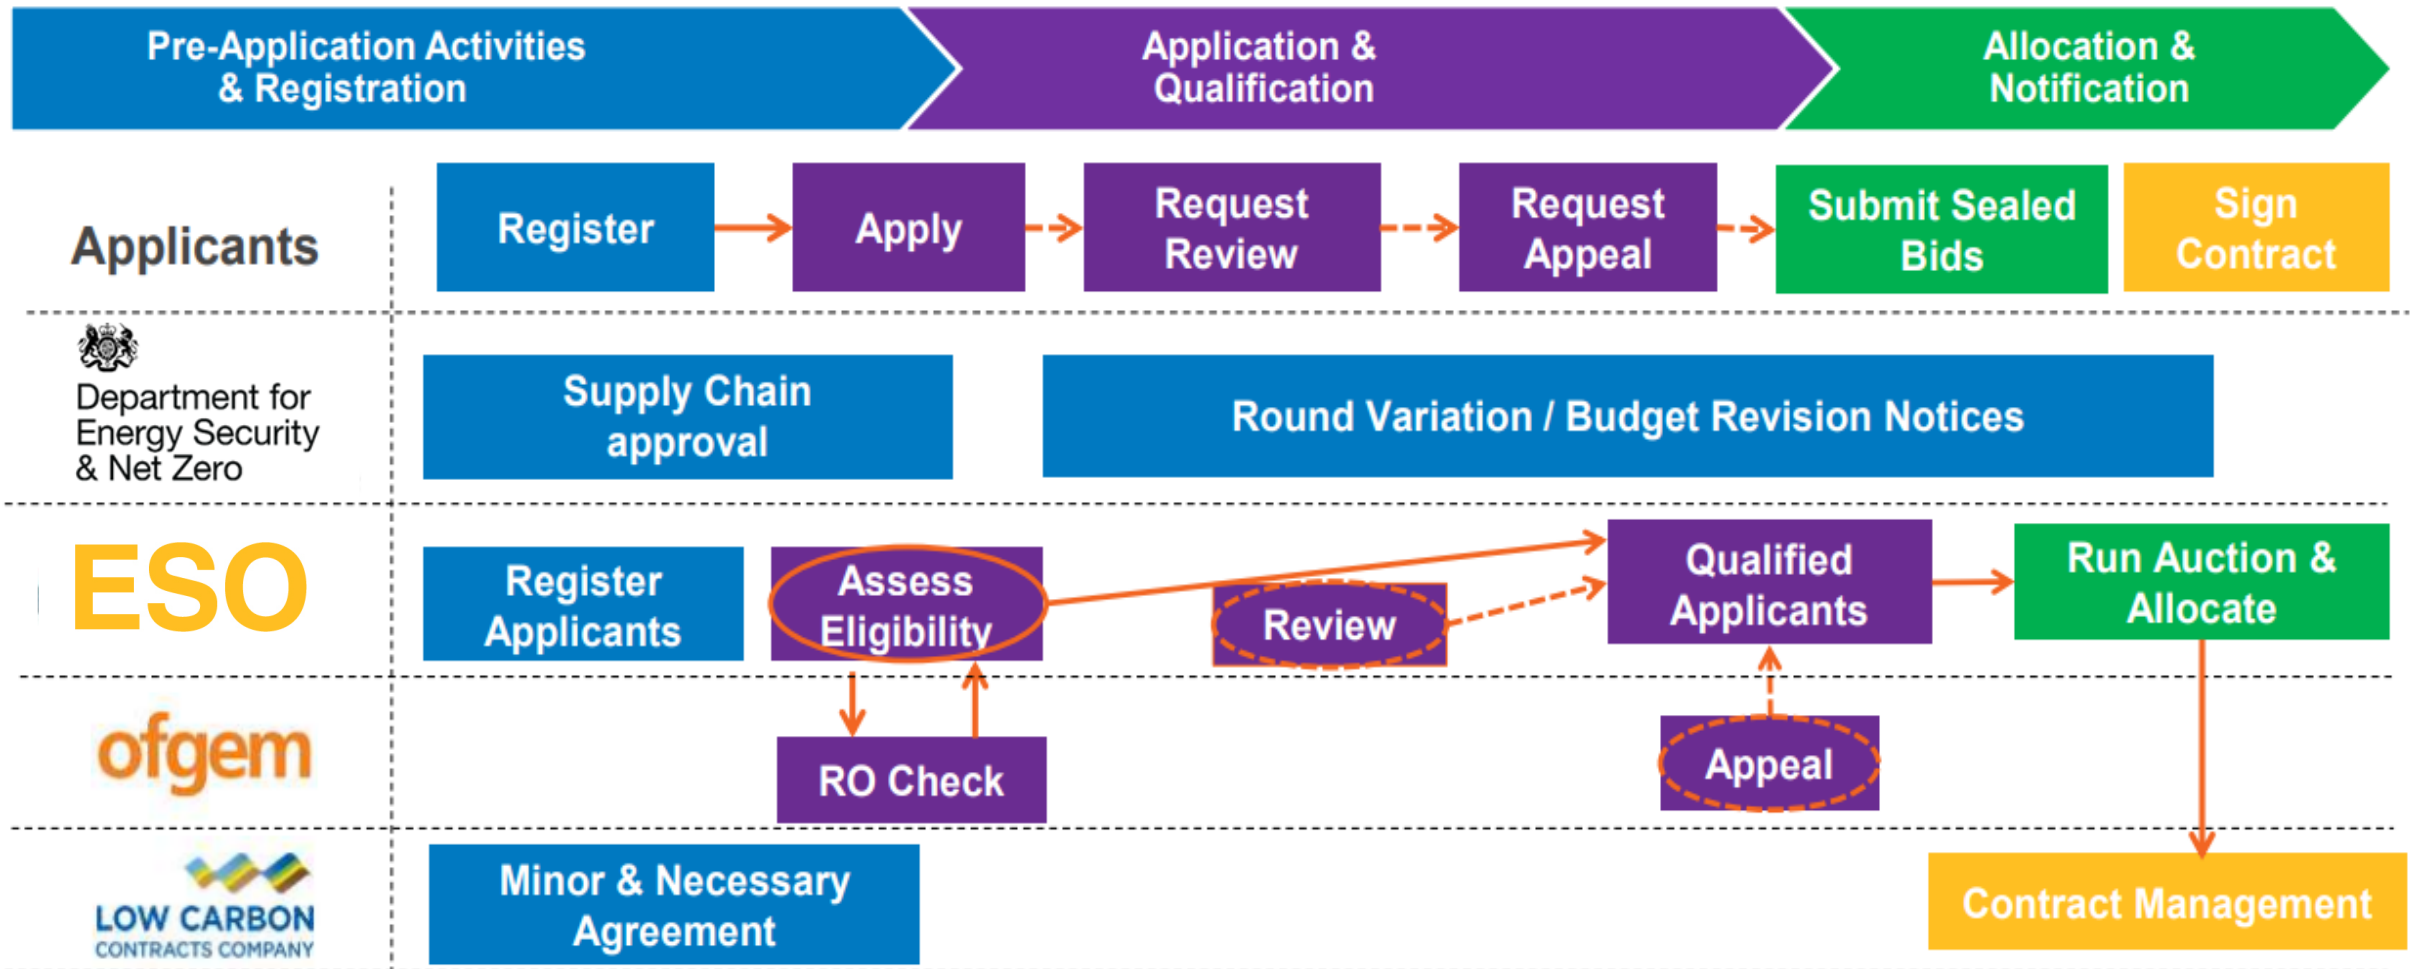 Pre-Application Activities
& Registration
Application &
Qualification
Allocation &
Notification
Applicants
Register
Apply
Request
Review
Request
Appeal
Submit Sealed
Bids
Sign
Contract
Department for
Energy Security
& Net Zero
Supply Chain
approval
Round Variation / Budget Revision Notices
ESO
Register
Applicants
Assess
Eligibility
Review
Qualified
Applicants
Run Auction &
Allocate
ofgem
RO Check
Appeal
LOW CARBON
CONTRACTS COMPANY
Minor & Necessary
Agreement
Contract Management